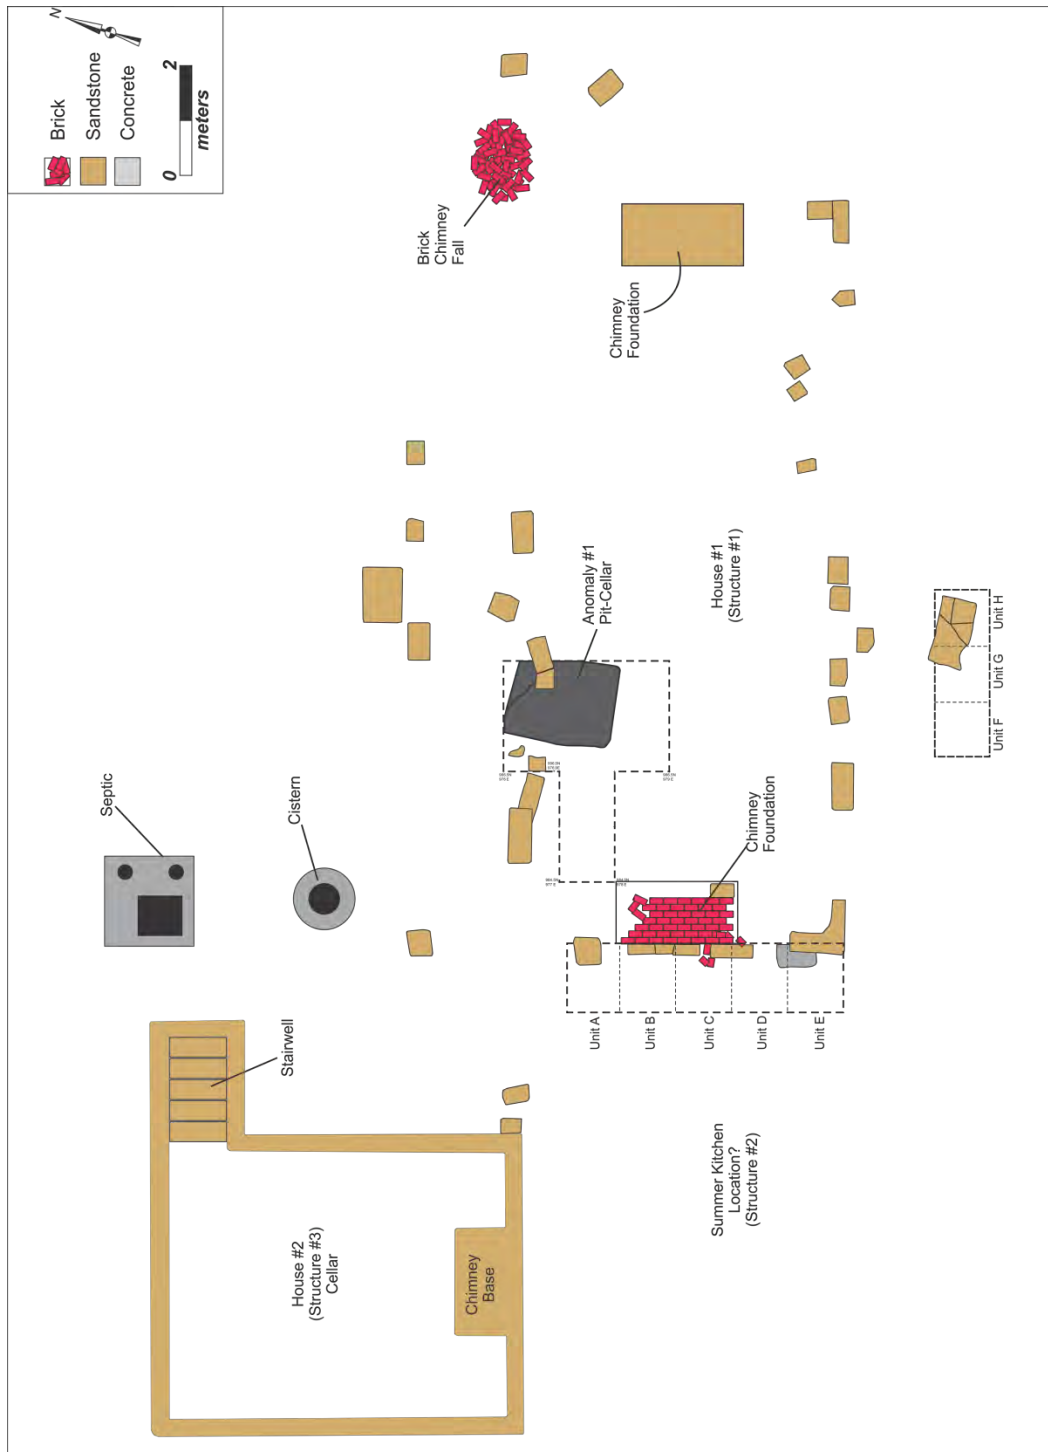 N
Brick
Sandstone
Concrete
0
2
meters
Brick
Chimney
Fall
Chimney
Foundation
Anomaly #1
Pit-Cellar
House #1
(Structure #1)
Unit H
Unit G
Unit F
Septic
Cistern
Chimney
Foundation
Unit A
Unit B
Unit C
Unit D
Unit E
Stairwell
House #2
(Structure #3)
Cellar
Chimney
Base
Summer Kitchen
Location?
(Structure #2)